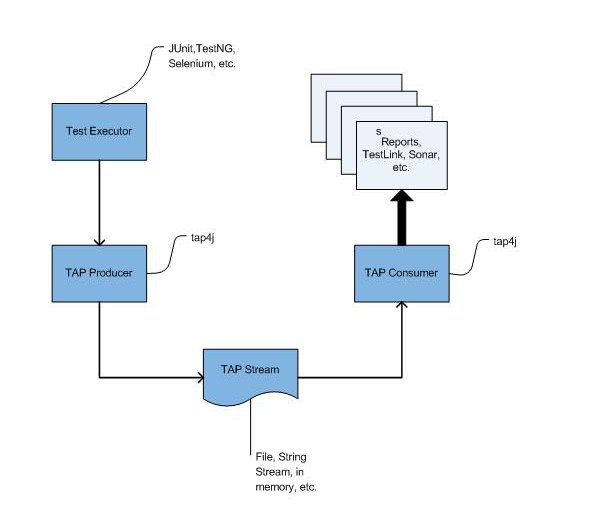 JUnit,TestNG,
Selenium, etc.
Test Executor
s
Reports,
TestLink, Sonar,
etc.
tap4j
TAP Producer
tap4j
TAP Consumer
TAP Stream
File, String
Stream, in
memory, etc.